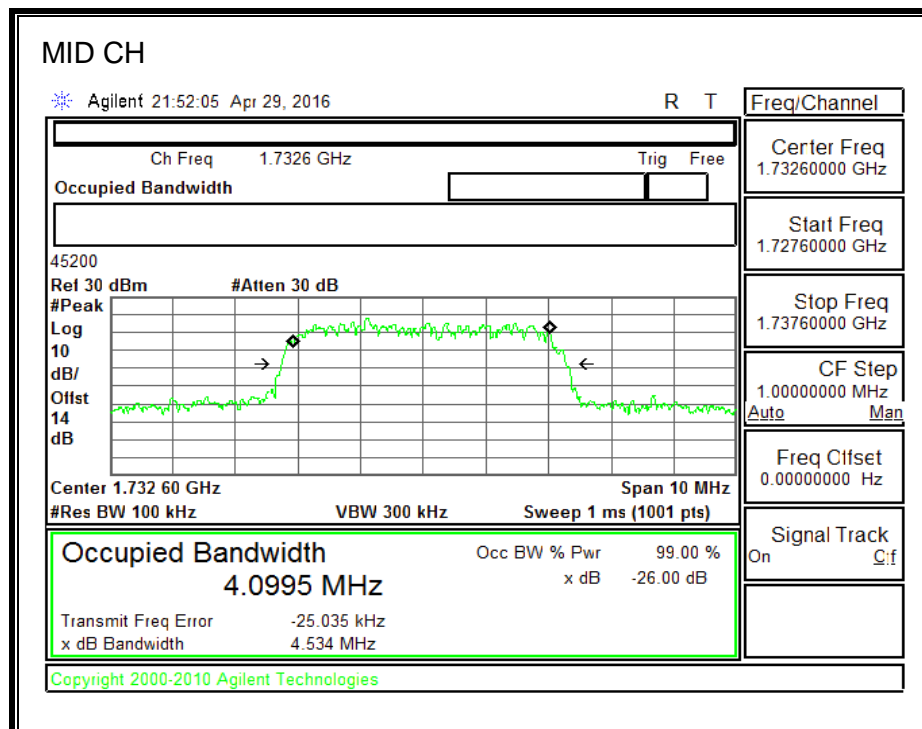 MID CH
Agilent 21:52:05 Apr 29, 2016 R T
Freq/Channel
Ch Freq 1.7326 GHz Trig Free
Occupied Bandwidth
45200
Ref 30 dBm #Atten 30 dB
#Peak
Log
10
dB/
Offst
14
dB
Center 1.732 60 GHz Span 10 MHz
#Res BW 100 kHz VBW 300 kHz Sweep 1 ms (1001 pts)
Occupied Bandwidth Occ BW % Pwr 99.00 %
4.0995 MHz x dB -26.00 dB
Transmit Freq Error -25.035 kHz
x dB Bandwidth 4.534 MHz
Copyright 2000-2010 Agilent Technologies
Center Freq
1.73260000 GHz
Start Freq
1.72760000 GHz
Stop Freq
1.73760000 GHz
CF Step
1.00000000 MHz
Auto Man
Freq Offset
0.00000000 Hz
Signal Track
On Off